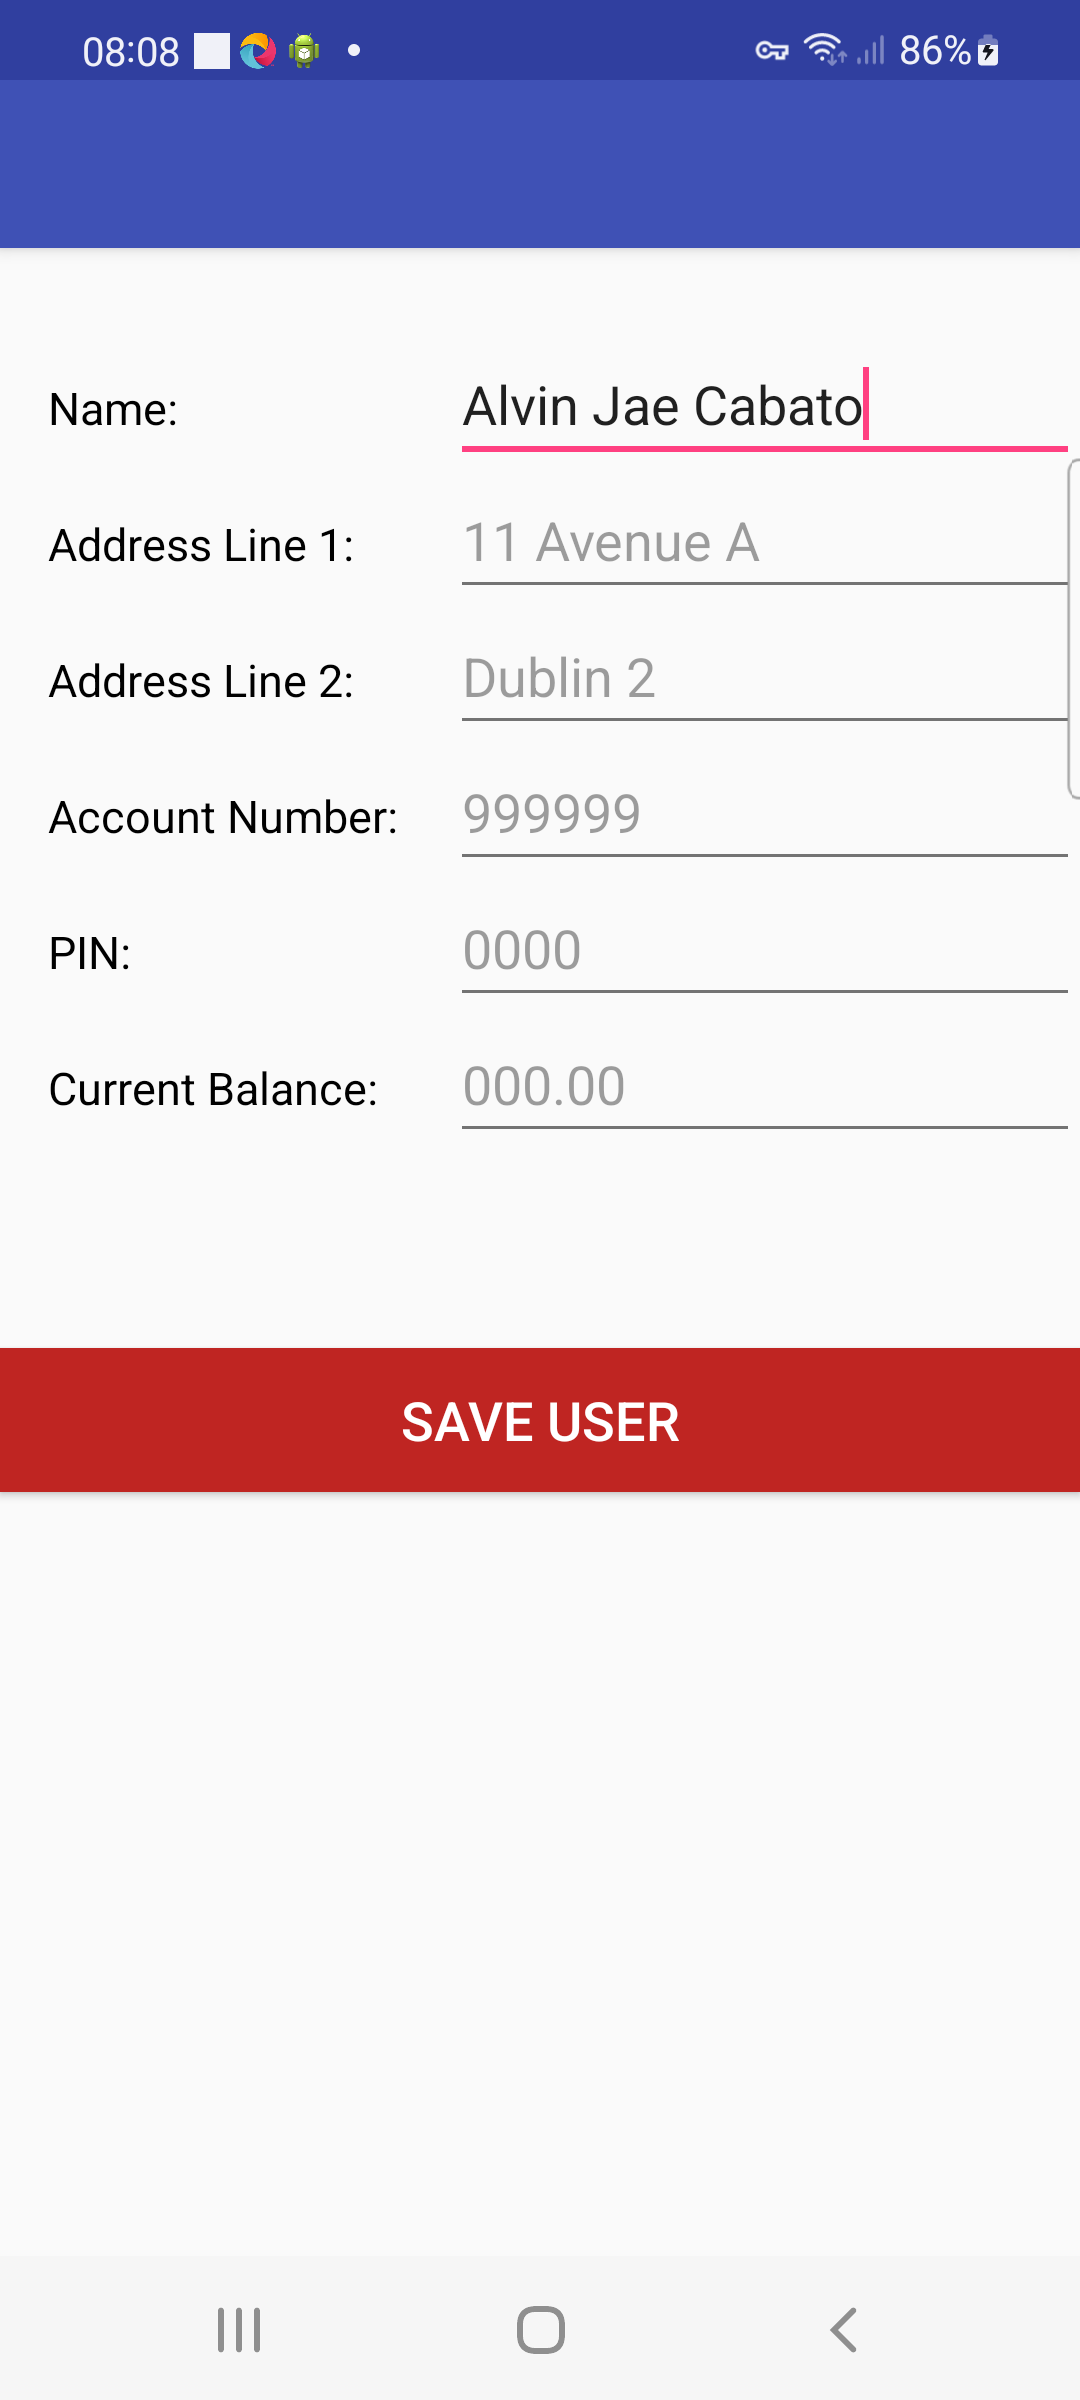 08:08 86%
Name: Alvin Jae Cabato
Address Line 1: 11 Avenue A
Address Line 2: Dublin 2
Account Number: 999999
PIN: 0000
Current Balance: 000.00
SAVE USER